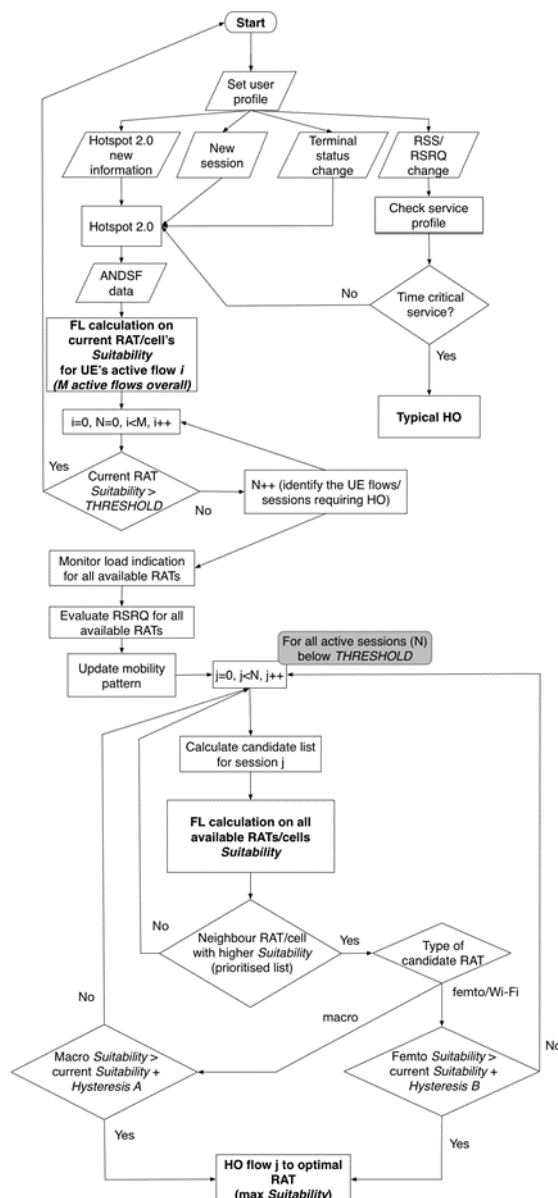 Start
Set user
profile
Hotspot 2.0
new
information
New
session
Terminal
status
change
RSS/
RSRQ
change
Hotspot 2.0
Check service
profile
ANDSF
data
No
Time critical
service?
FL calculation on
current RAT/cell's
Suitability
for UE's active flow i
(M active flows overall)
Yes
Typical HO
i=0, N=0, i<M, i++
Yes
Current RAT
Suitability >
THRESHOLD
No
N++ (identify the UE flows/
sessions requiring
HO)
Monitor load indication
for all available RATs
Evaluate RSRQ for all
available RATs
For all active sessions (N)
below THRESHOLD
Update mobility
pattern
j=0, j<N, j++
Calculate candidate list
for session j
FL calculation on all
available RATs/cells
Suitability
No
Neighbour RAT/cell
with higher Suitability
(prioritised list)
Yes
Type of
candidate RAT
No
femto/Wi-Fi
macro
No
Macro Suitability >
current Suitability +
Hysteresis A
Femto Suitability >
current Suitability +
Hysteresis B
Yes
Yes
HO flow j to optimal
RAT
(max Suitability)